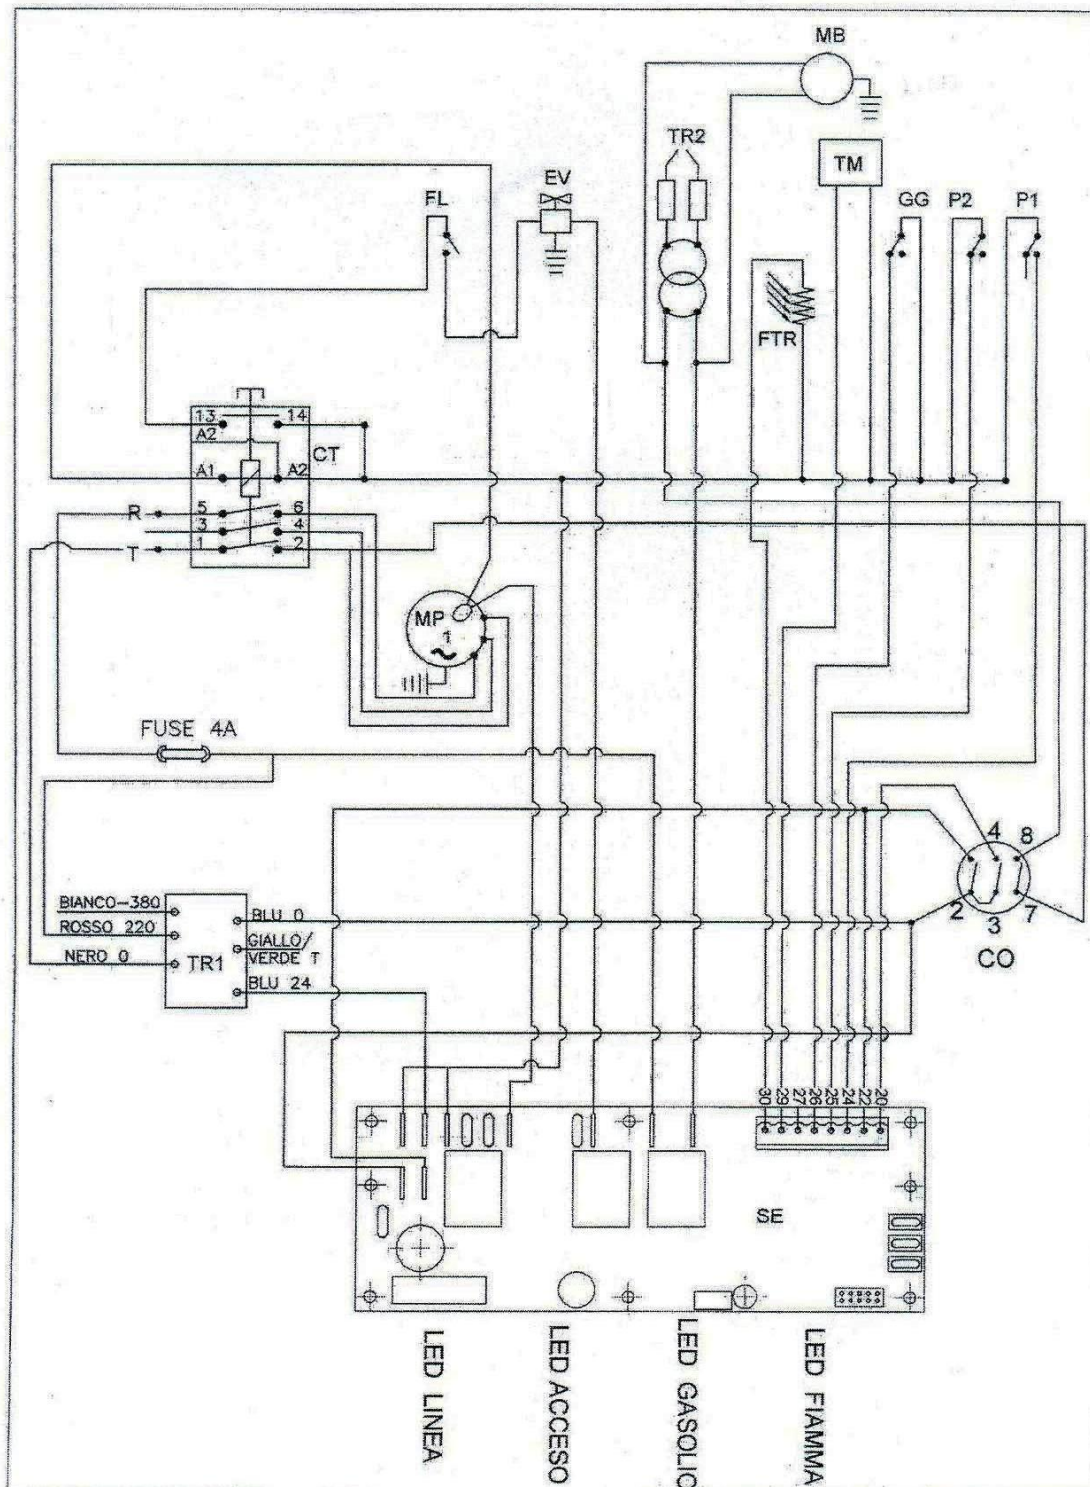 MB
TR2
TM
EV
FL
GG P2 P1
FTR
13 14
A2
CT
A1 A2
R 5 6
3 4
T 1 2
MP
1
FUSE 4A
4 8
BIANCO-380
BLU 0
2 7
ROSSO 220
GIALLO/
VERDE T
3
NERO 0
TR1
CO
BLU 24
30 29 27 26 25 24 22 20
SE
LED LINEA
LED ACCESO
LED GASOLIO
LED FIAMMA